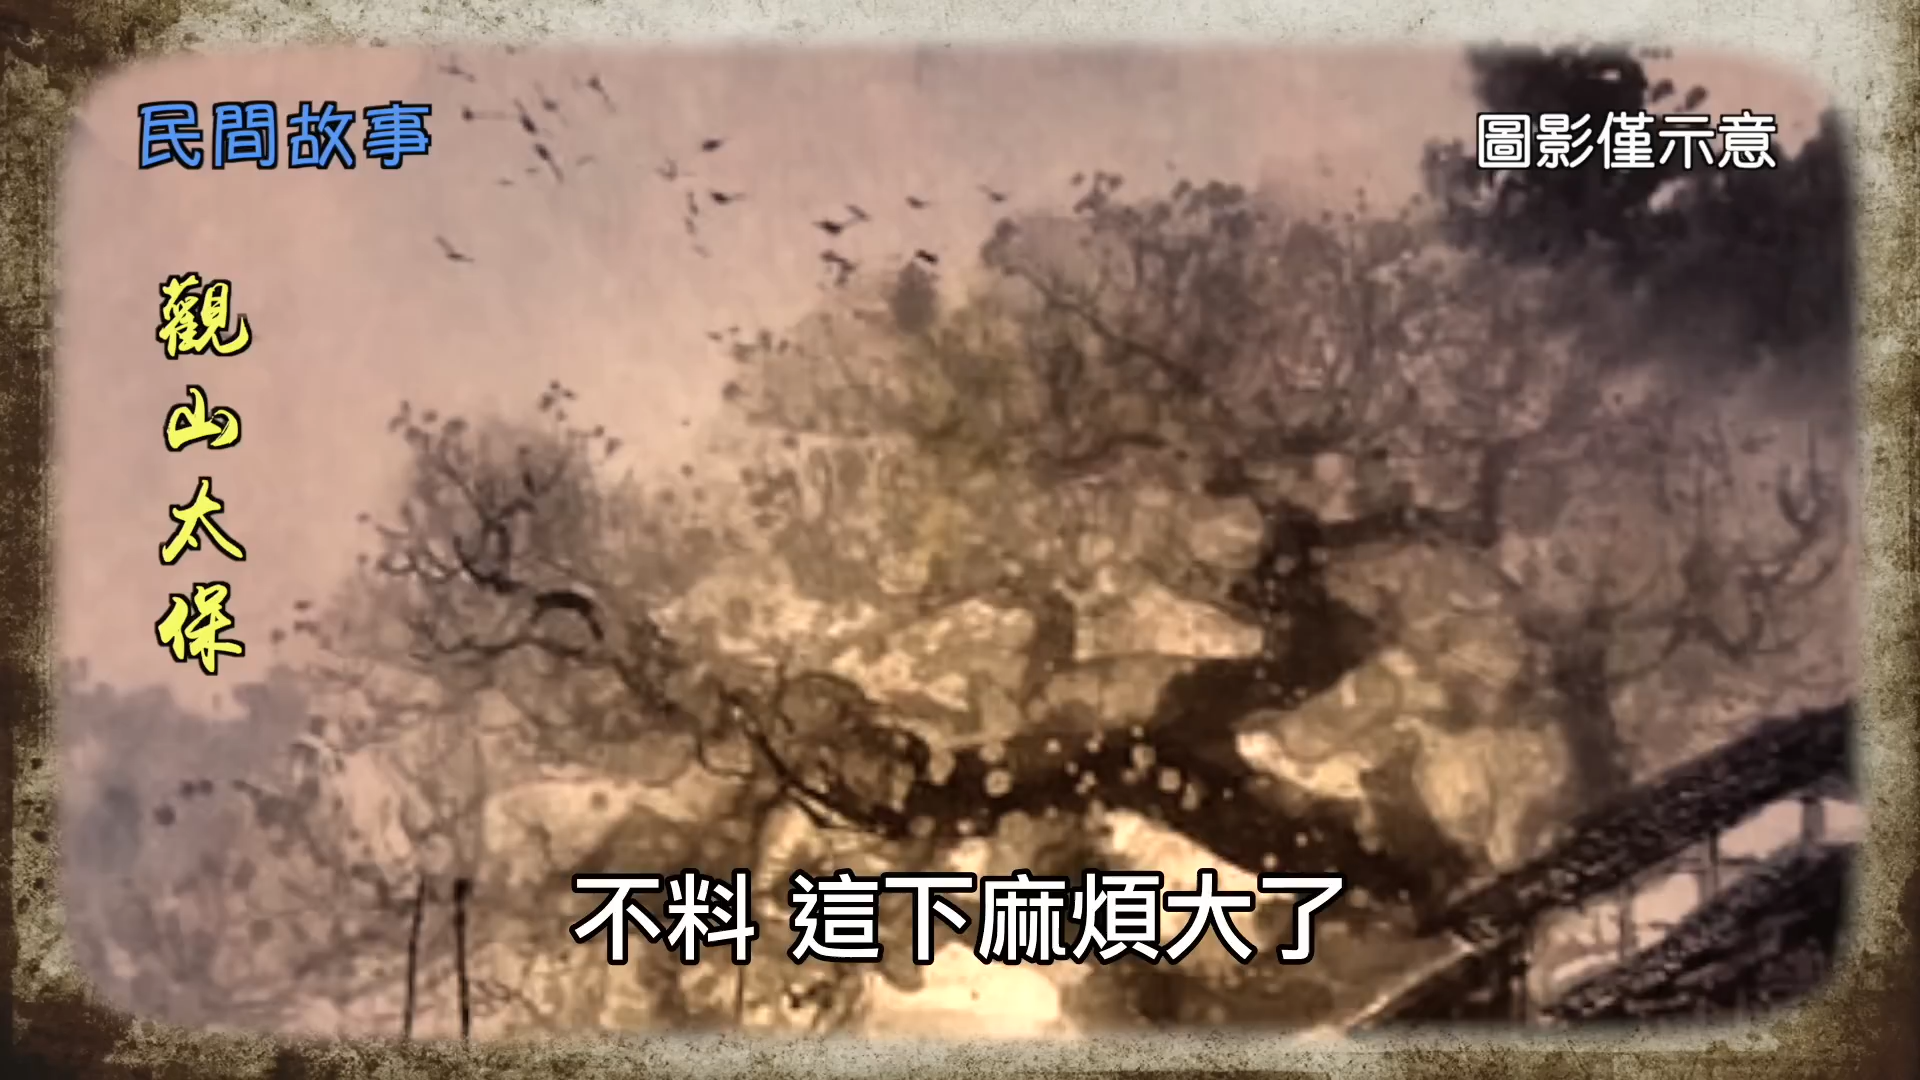 民間故事
圖影僅示意
觀山太保
不料 這下麻煩大了